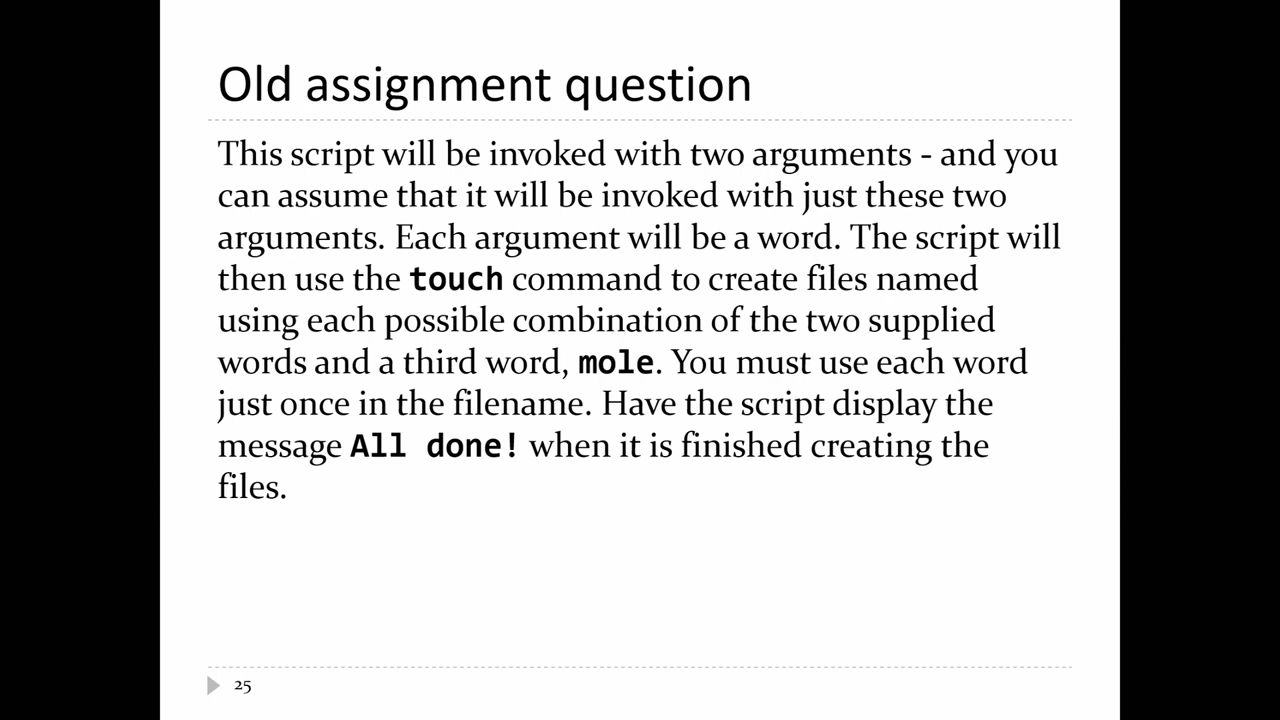 Old assignment question
This script will be invoked with two arguments - and you
can assume that it will be invoked with just these two
arguments. Each argument will be a word. The script will
then use the touch command to create files named
using each possible combination of the two supplied
words and a third word, mole. You must use each word
just once in the filename. Have the script display the
message All done! when it is finished creating the
files.
25